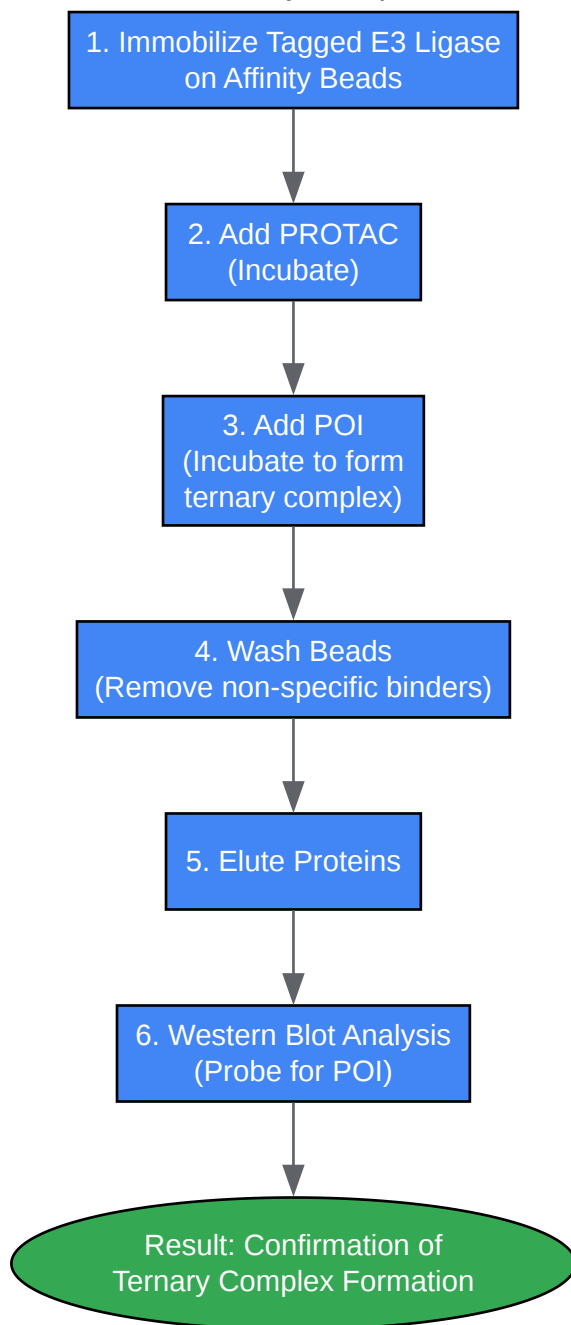 1. Immobilize Tagged E3 Ligase
on Affinity Beads
2. Add PROTAC
(Incubate)
3. Add POI
(Incubate to form
ternary complex)
4. Wash Beads
(Remove non-specific binders)
5. Elute Proteins
6. Western Blot Analysis
(Probe for POI)
Result: Confirmation of
Ternary Complex Formation